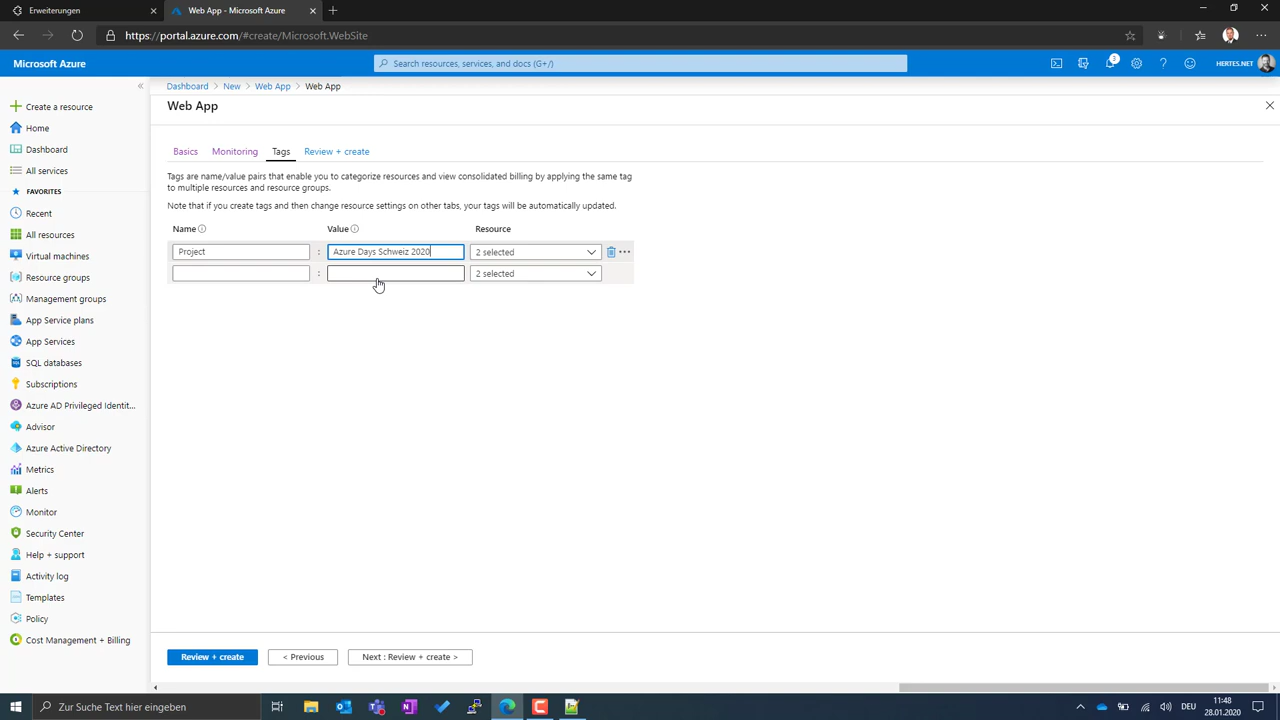 Erweiterungen
Web App - Microsoft Azure
https://portal.azure.com/#create/Microsoft.WebSite
Microsoft Azure
Search resources, services, and docs (G+/)
3
HERTES.NET
Create a resource
Home
Dashboard
All services
FAVORITES
Recent
All resources
Virtual machines
Resource groups
Management groups
App Service plans
App Services
SQL databases
Subscriptions
Azure AD Privileged Identit...
Advisor
Azure Active Directory
Metrics
Alerts
Monitor
Security Center
Help + support
Activity log
Templates
Policy
Cost Management + Billing
Dashboard > New > Web App > Web App
Web App
Basics Monitoring Tags Review + create
Tags are name/value pairs that enable you to categorize resources and view consolidated billing by applying the same tag
to multiple resources and resource groups.
Note that if you create tags and then change resource settings on other tabs, your tags will be automatically updated.
Name Value Resource
Project : Azure Days Schweiz 2020 2 selected
: 2 selected
Review + create < Previous Next : Review + create >
Zur Suche Text hier eingeben
DEU
11:48
28.01.2020